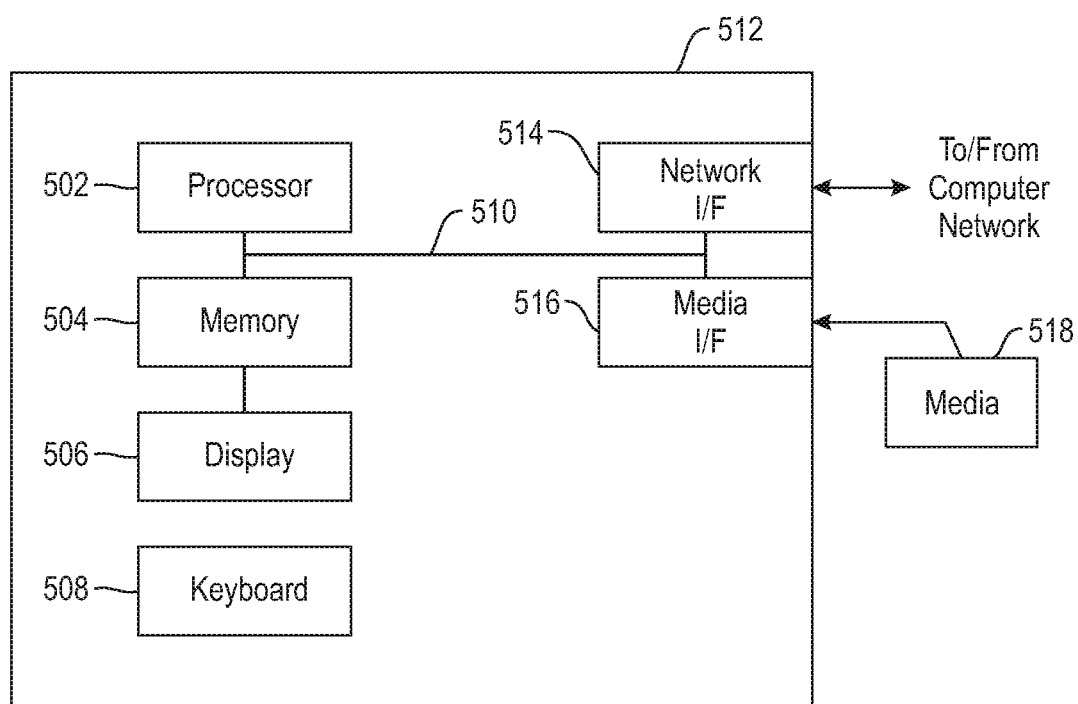 512
514
502
Processor
Network
I/F
To/From
Computer
Network
510
504
Memory
516
Media
I/F
518
Media
506
Display
508
Keyboard